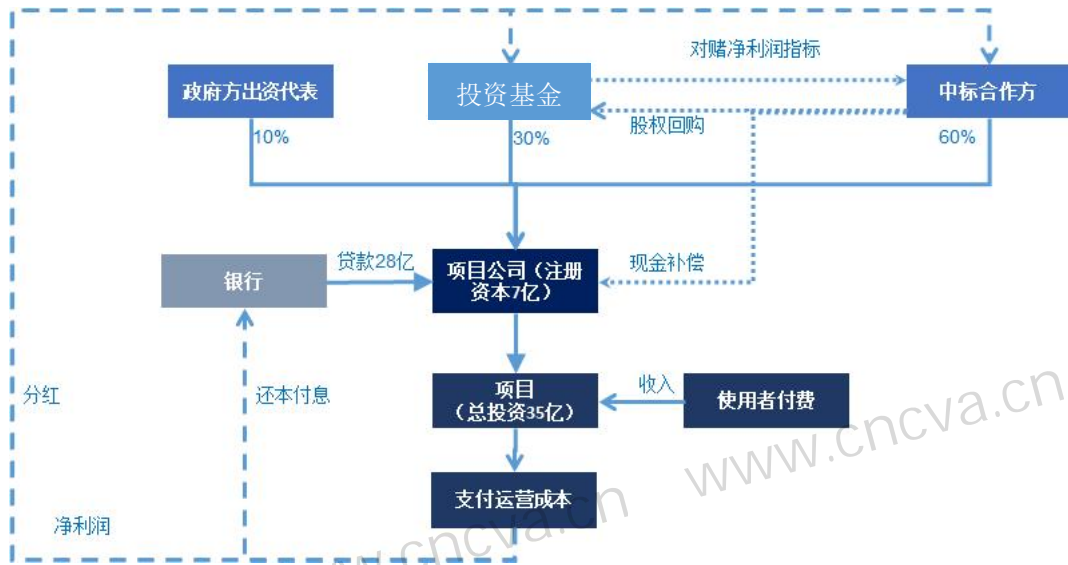 对赌净利润指标
政府方出资代表
投资基金
中标合作方
股权回购
10%
30%
60%
贷款28亿
银行
项目公司（注册
资本7亿）
现金补偿
分红
还本付息
项目
（总投资35亿）
收入
使用者付费
支付运营成本
净利润
www.cncva.cn
www.cncva.cn